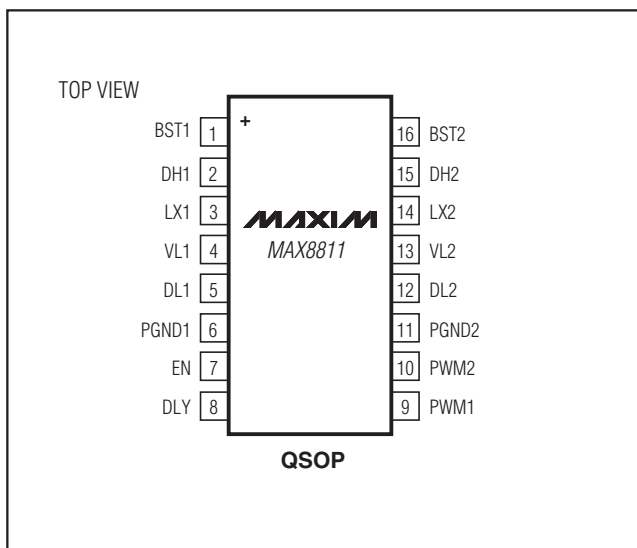 TOP VIEW
BST1 1 + 16 BST2
DH1 2 15 DH2
LX1 3 MAXIM 14 LX2
VL1 4 MAX8811 13 VL2
DL1 5 12 DL2
PGND1 6 11 PGND2
EN 7 10 PWM2
DLY 8 9 PWM1
QSOP